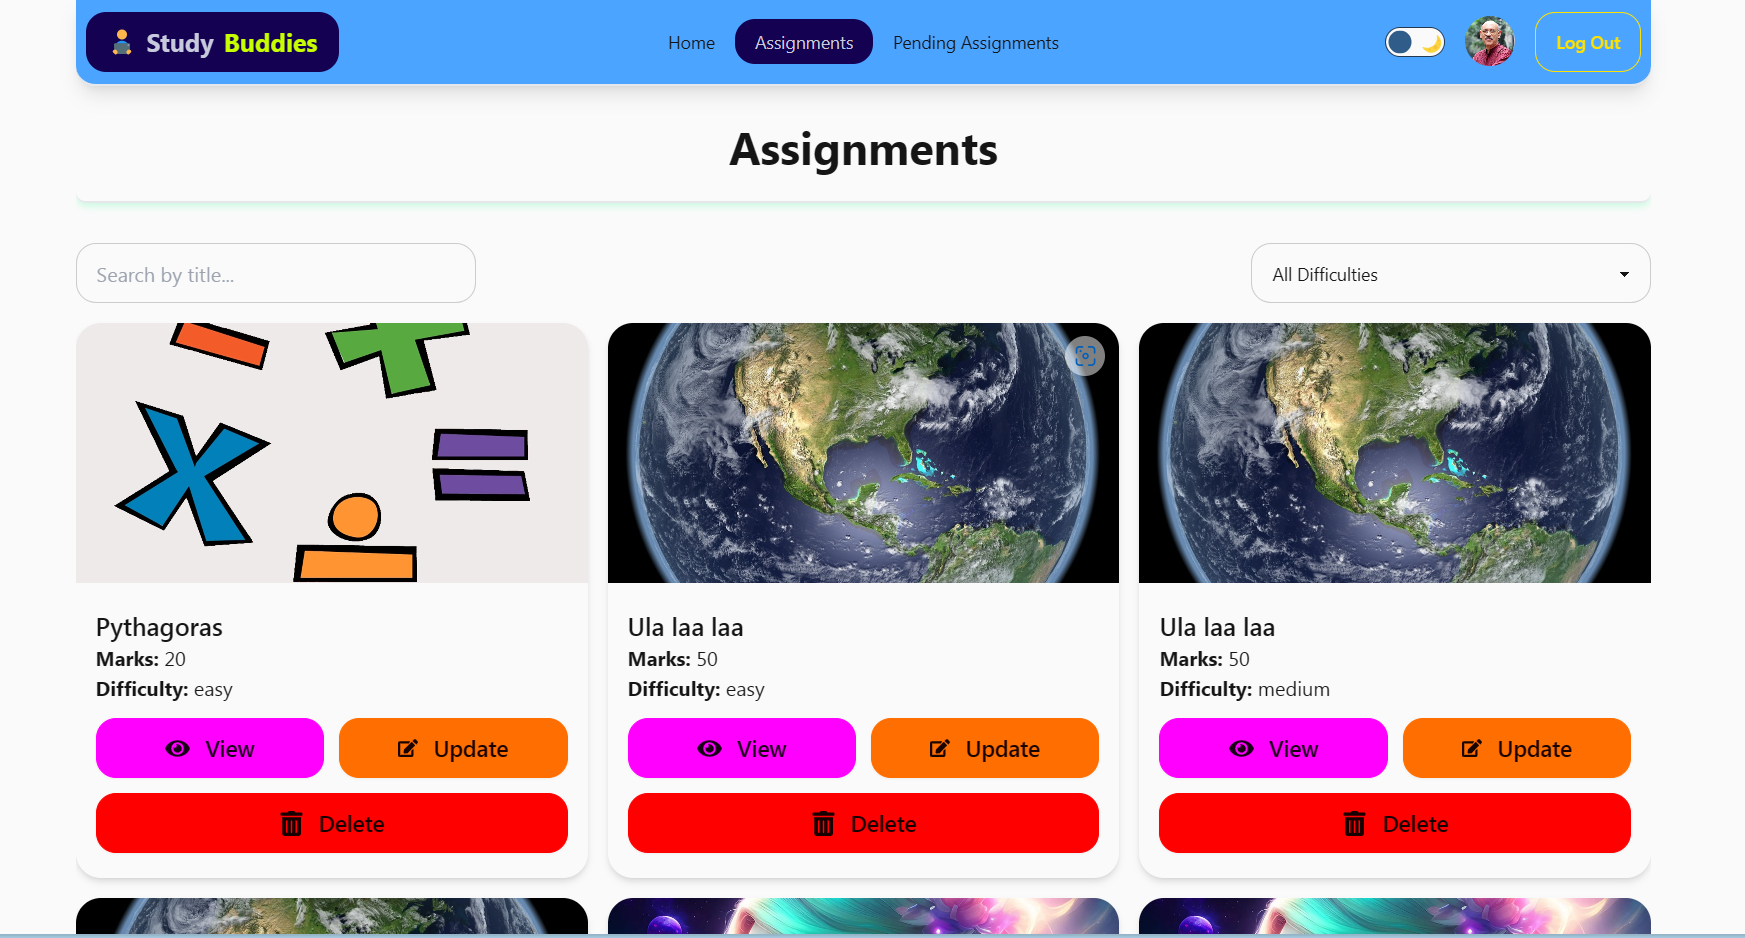 Study Buddies
Home
Assignments
Pending Assignments
Log Out
Assignments
Search by title...
All Difficulties
Pythagoras
Marks: 20
Difficulty: easy
View
Update
Delete
Ula laa laa
Marks: 50
Difficulty: easy
View
Update
Delete
Ula laa laa
Marks: 50
Difficulty: medium
View
Update
Delete